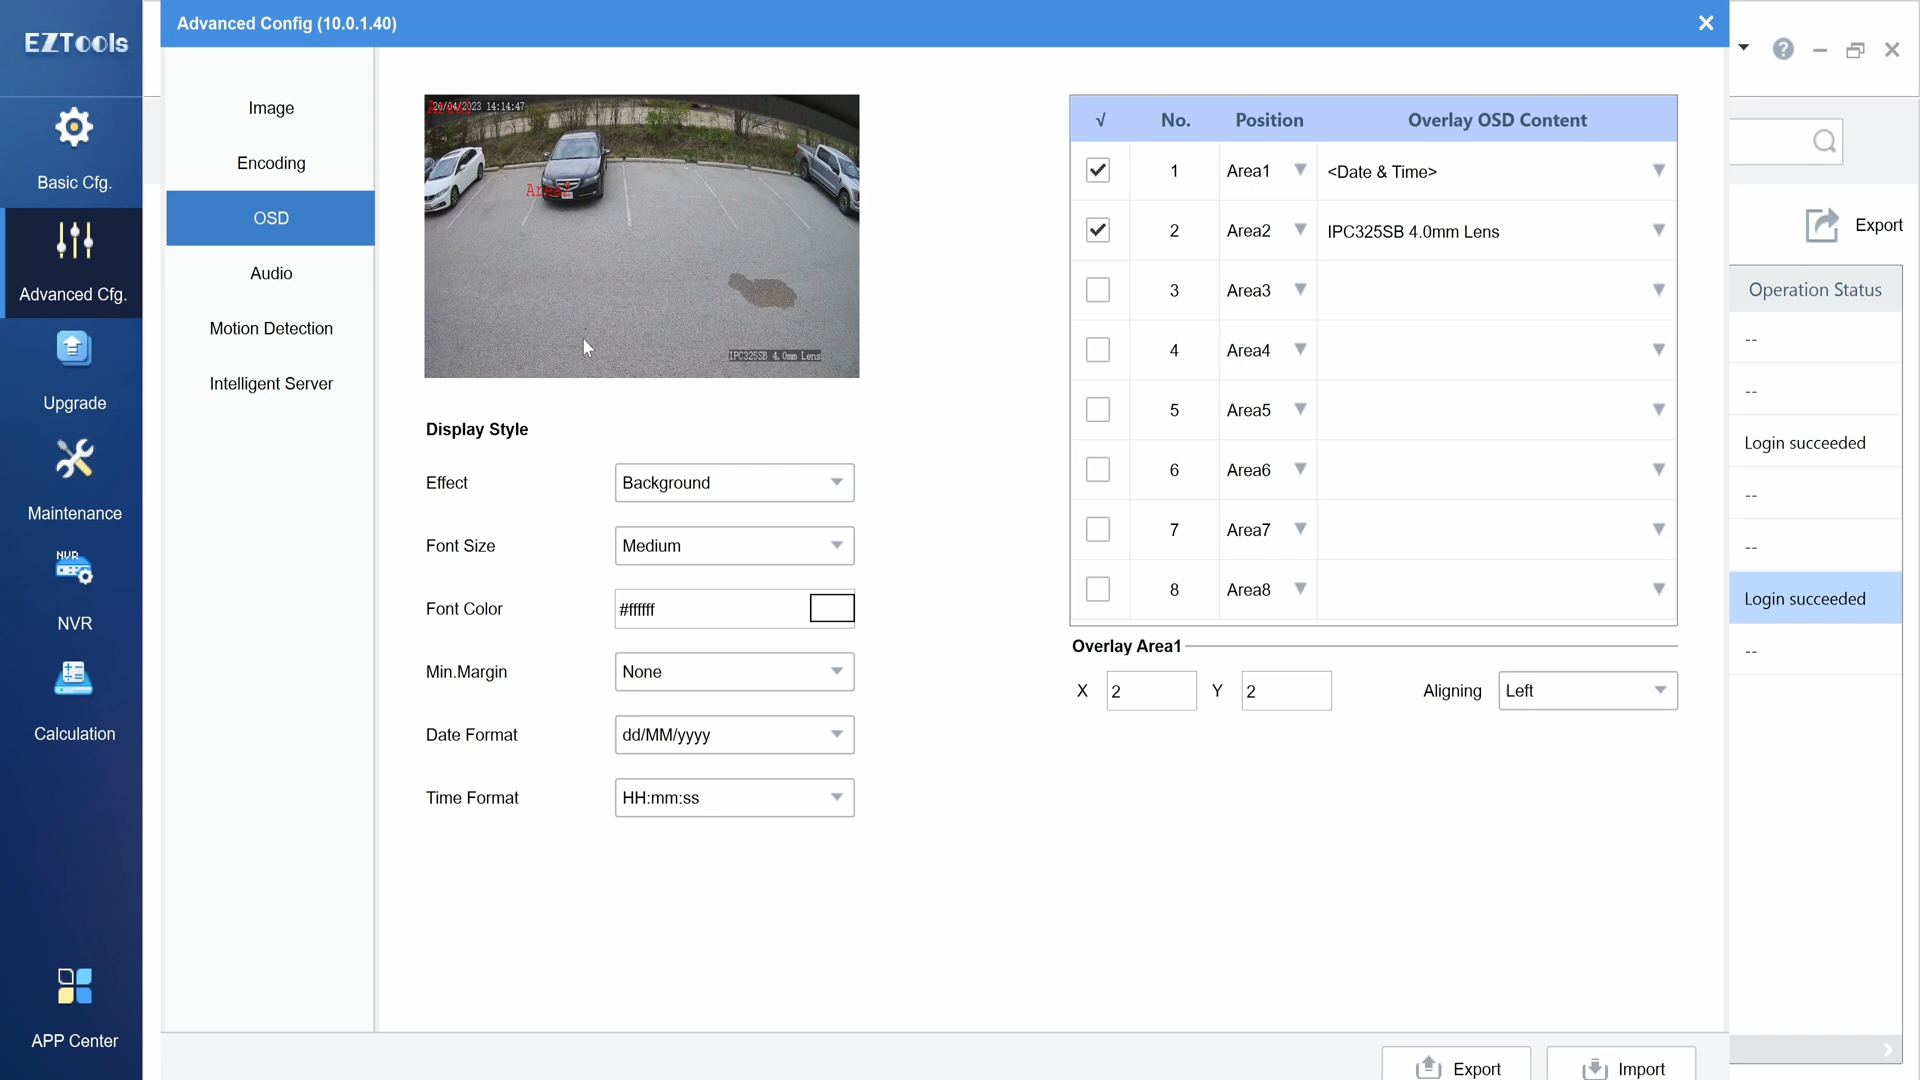 EZTools
Advanced Config (10.0.1.40)
Basic Cfg.
Advanced Cfg.
Upgrade
Maintenance
NVR
NVR
Calculation
APP Center
Image
Encoding
OSD
Audio
Motion Detection
Intelligent Server
26/04/2023 14:14:47
Area2
IPC325SB 4.0mm Lens
Display Style
Effect Background
Font Size Medium
Font Color #ffffff
Min.Margin None
Date Format dd/MM/yyyy
Time Format HH:mm:ss
√ No. Position Overlay OSD Content
1 Area1 <Date & Time>
2 Area2 IPC325SB 4.0mm Lens
3 Area3
4 Area4
5 Area5
6 Area6
7 Area7
8 Area8
Overlay Area1
X 2 Y 2 Aligning Left
Export Import
Export
Operation Status
--
--
Login succeeded
--
--
Login succeeded
--